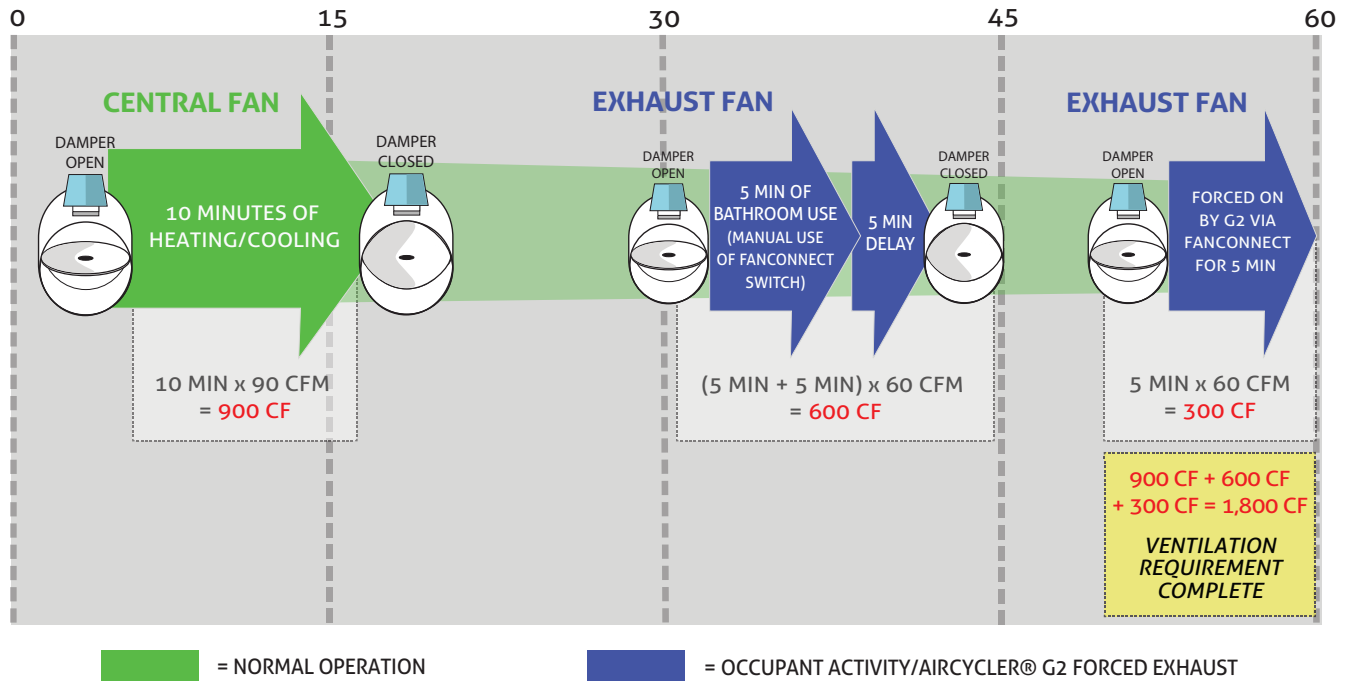 0
15
30
45
60
CENTRAL FAN
DAMPER
OPEN
10 MINUTES OF
HEATING/COOLING
DAMPER
CLOSED
10 MIN x 90 CFM
= 900 CF
EXHAUST FAN
DAMPER
OPEN
5 MIN OF
BATHROOM USE
(MANUAL USE
OF FANCONNECT
SWITCH)
5 MIN
DELAY
DAMPER
CLOSED
(5 MIN + 5 MIN) x 60 CFM
= 600 CF
EXHAUST FAN
DAMPER
OPEN
FORCED ON
BY G2 VIA
FANCONNECT
FOR 5 MIN
5 MIN x 60 CFM
= 300 CF
900 CF + 600 CF
+ 300 CF = 1,800 CF
VENTILATION
REQUIREMENT
COMPLETE
= NORMAL OPERATION
= OCCUPANT ACTIVITY/AIRCYCLER® G2 FORCED EXHAUST